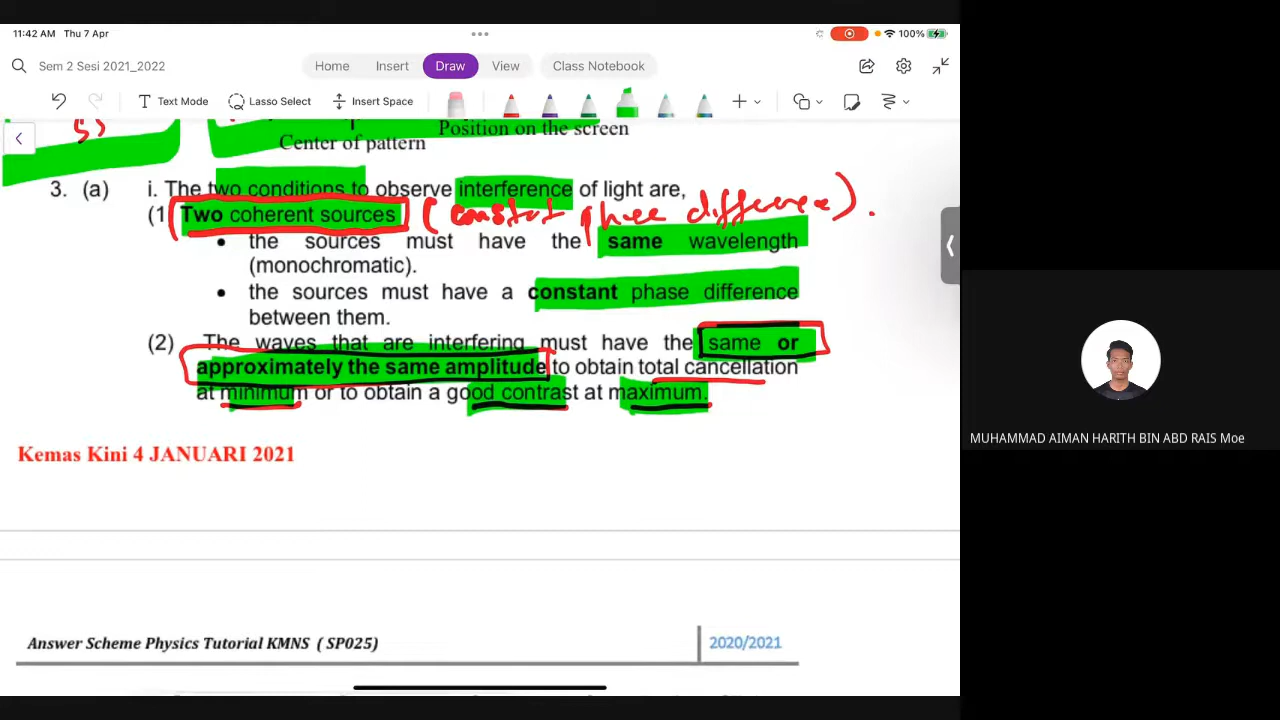 11:42 AM Thu 7 Apr
100%
Sem 2 Sesi 2021_2022
Home Insert Draw View Class Notebook
Text Mode Lasso Select Insert Space
Position on the screen
Center of pattern
3. (a) i. The two conditions to observe interference of light are,
(1 Two coherent sources (constat phase difference).
• the sources must have the same wavelength
(monochromatic).
• the sources must have a constant phase difference
between them.
(2) The waves that are interfering must have the same or
approximately the same amplitude to obtain total cancellation
at minimum or to obtain a good contrast at maximum.
Kemas Kini 4 JANUARI 2021
Answer Scheme Physics Tutorial KMNS ( SP025) 2020/2021
MUHAMMAD AIMAN HARITH BIN ABD RAIS Moe